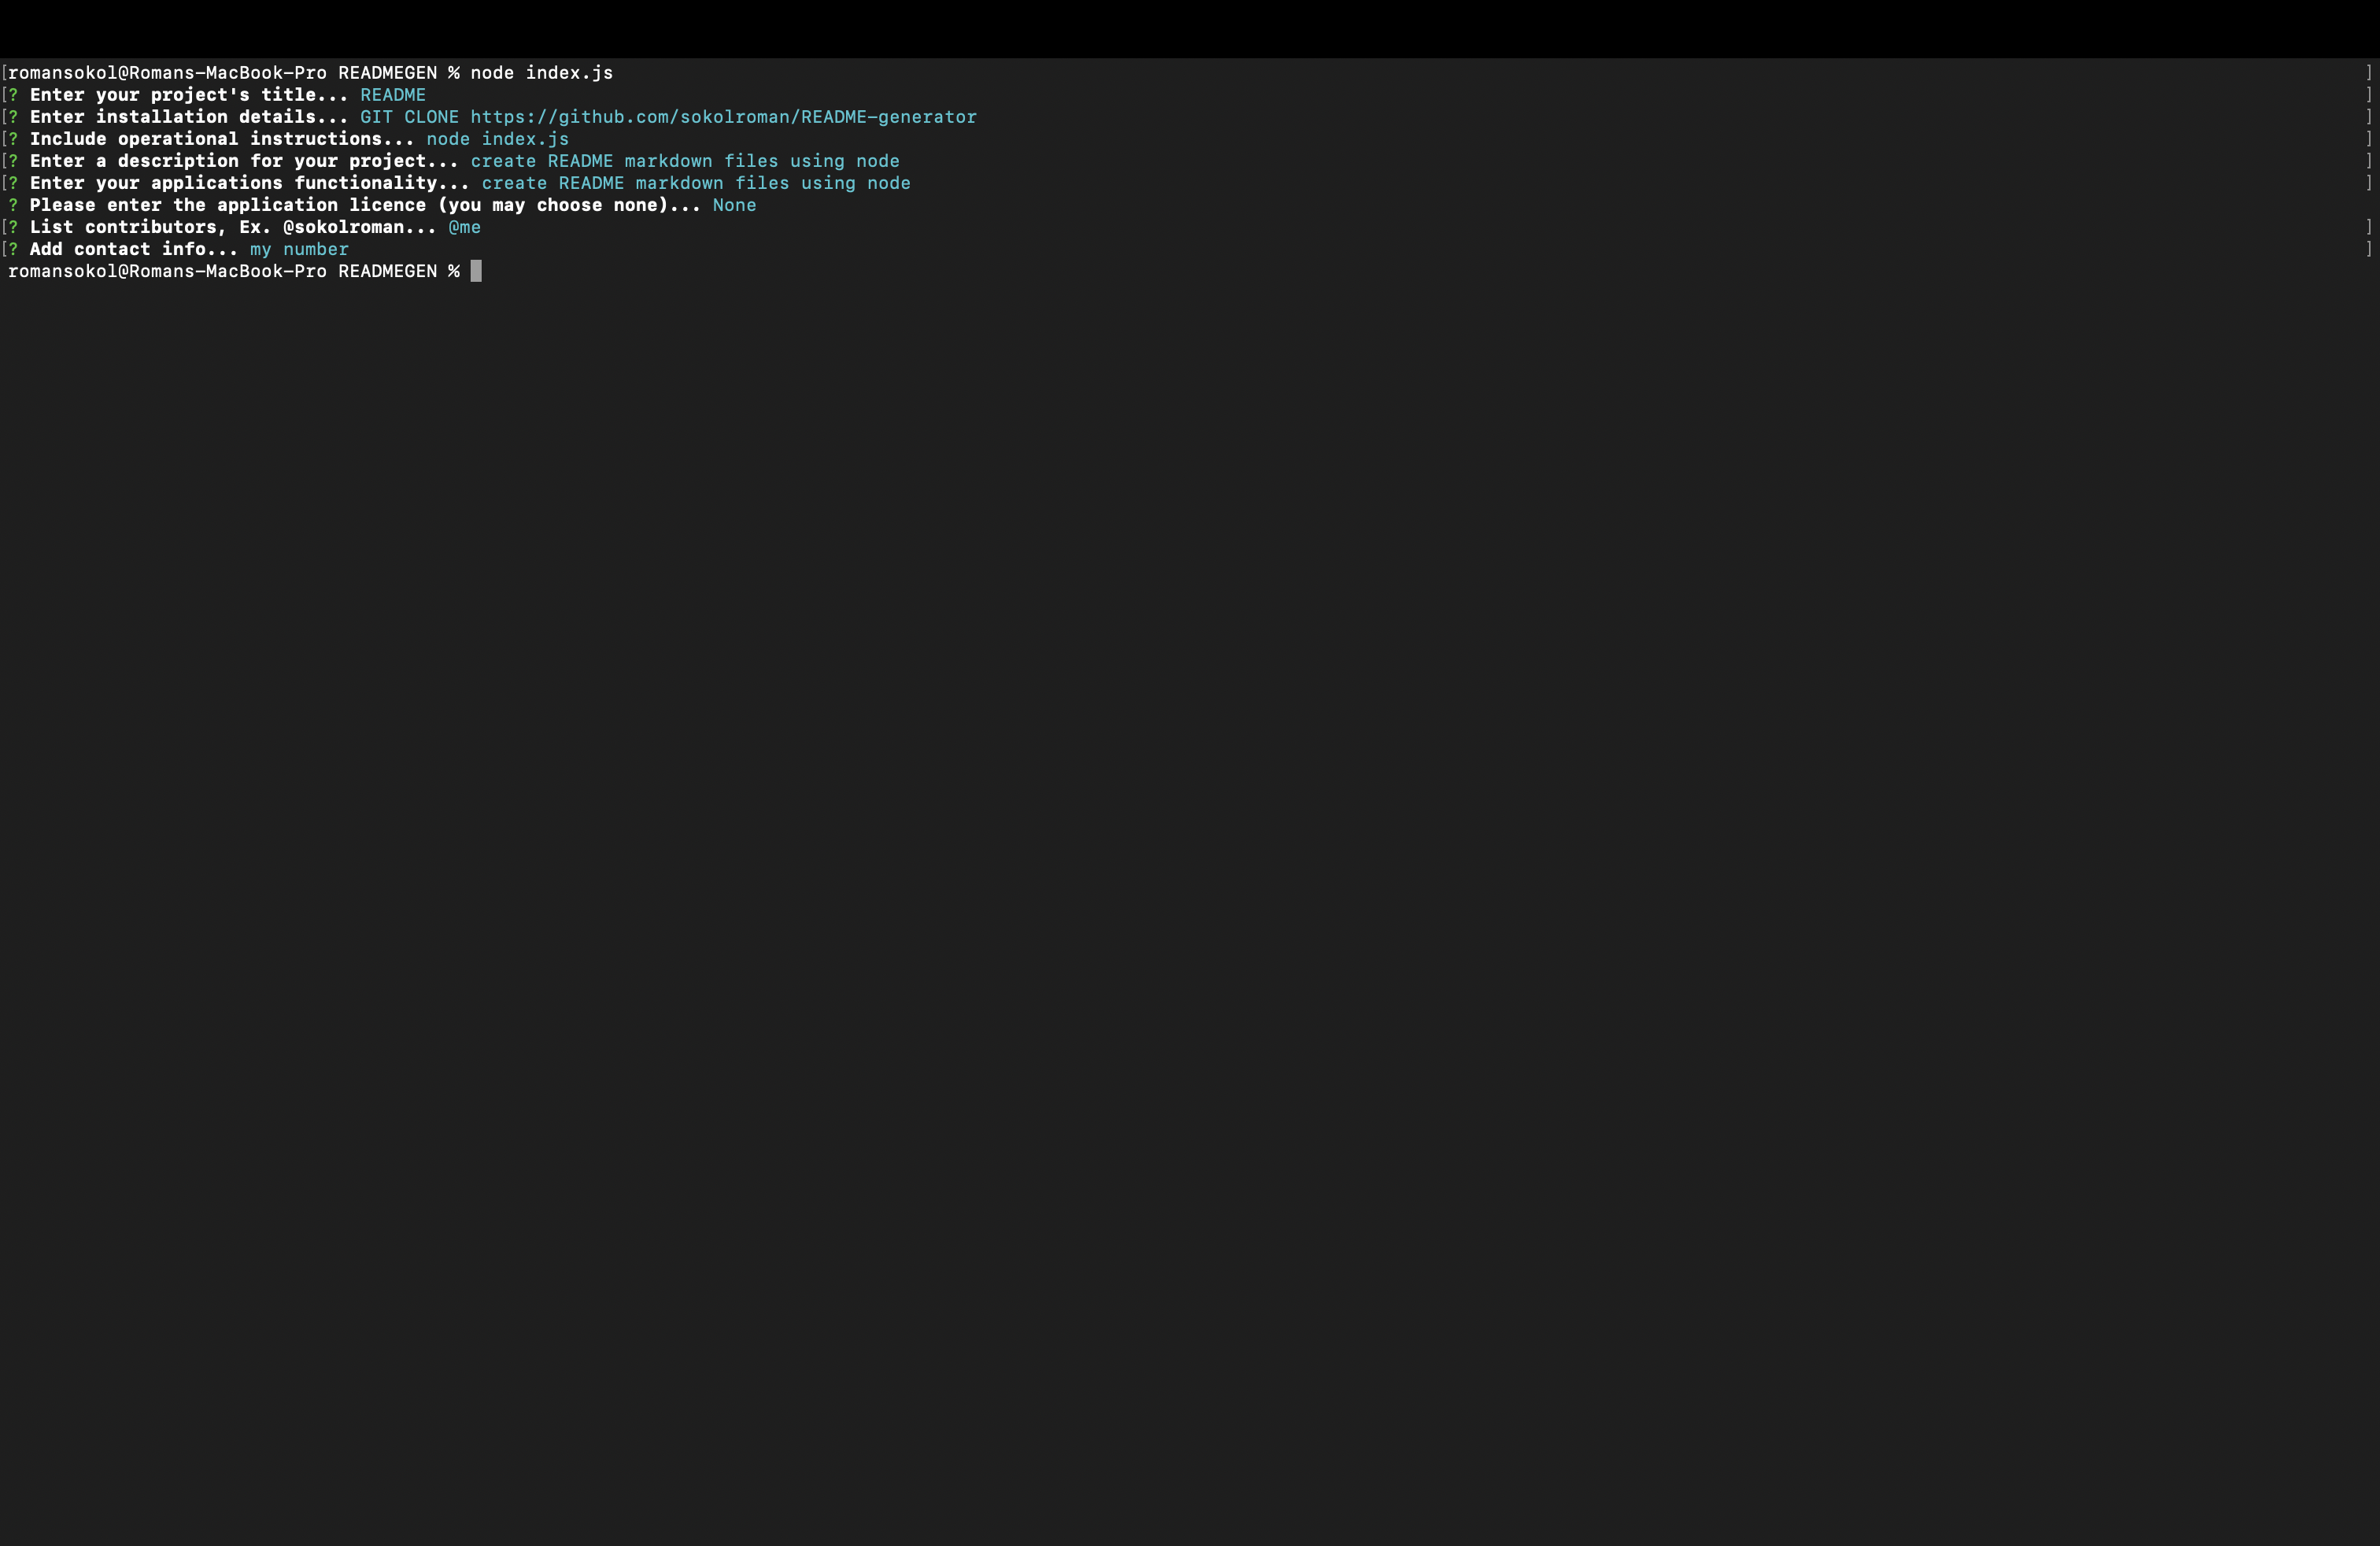 [romansokol@Romans-MacBook-Pro READMEGEN % node index.js ]
[? Enter your project's title... README ]
[? Enter installation details... GIT CLONE https://github.com/sokolroman/README-generator ]
[? Include operational instructions... node index.js ]
[? Enter a description for your project... create README markdown files using node ]
[? Enter your applications functionality... create README markdown files using node ]
? Please enter the application licence (you may choose none)... None
[? List contributors, Ex. @sokolroman... @me ]
[? Add contact info... my number ]
romansokol@Romans-MacBook-Pro READMEGEN %